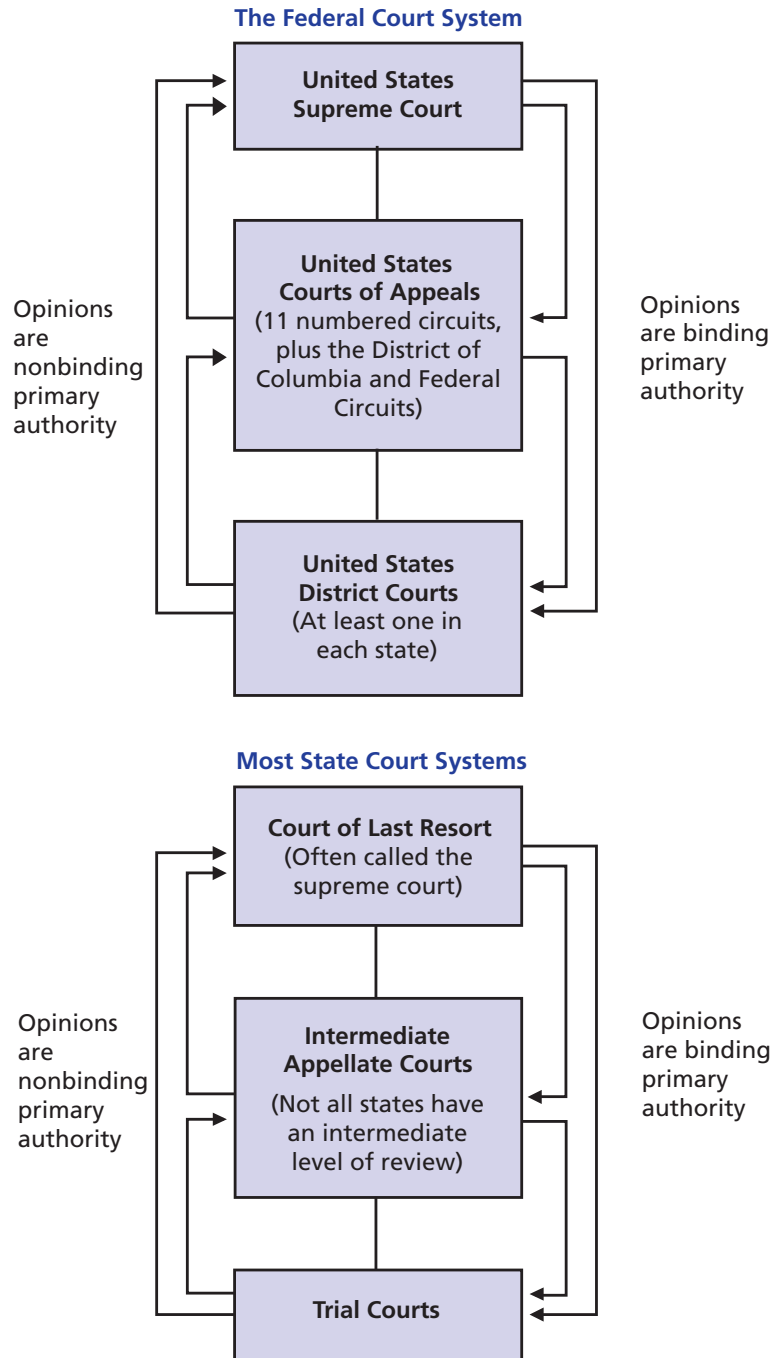 The Federal Court System
United States
Supreme Court
United States
Courts of Appeals
(11 numbered circuits,
plus the District of
Columbia and Federal
Circuits)
Opinions
are
nonbinding
primary
authority
Opinions
are binding
primary
authority
United States
District Courts
(At least one in
each state)
Most State Court Systems
Court of Last Resort
(Often called the
supreme court)
Opinions
are
nonbinding
primary
authority
Intermediate
Appellate Courts
(Not all states have
an intermediate
level of review)
Opinions
are binding
primary
authority
Trial Courts